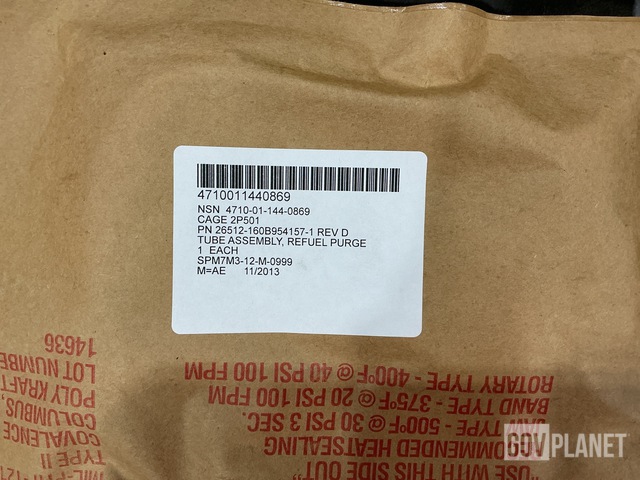 4710011440869
NSN 4710-01-144-0869
CAGE 2P501
PN 26512-160B954157-1 REV D
TUBE ASSEMBLY, REFUEL PURGE
1 EACH
SPM7M3-12-M-0999
M=AE 11/2013
"USE WITH THIS SIDE OUT"
OMMENDED HEATSEALING
TYPE - 500°F @ 30 PSI 3 SEC.
BAND TYPE - 375°F @ 20 PSI 100 FPM
ROTARY TYPE - 400°F @ 40 PSI 100 FPM
TYPE II
COVALENCE
COLUMBUS,
POLY KRAFT
LOT NUMBE
14636
GOVPLANET